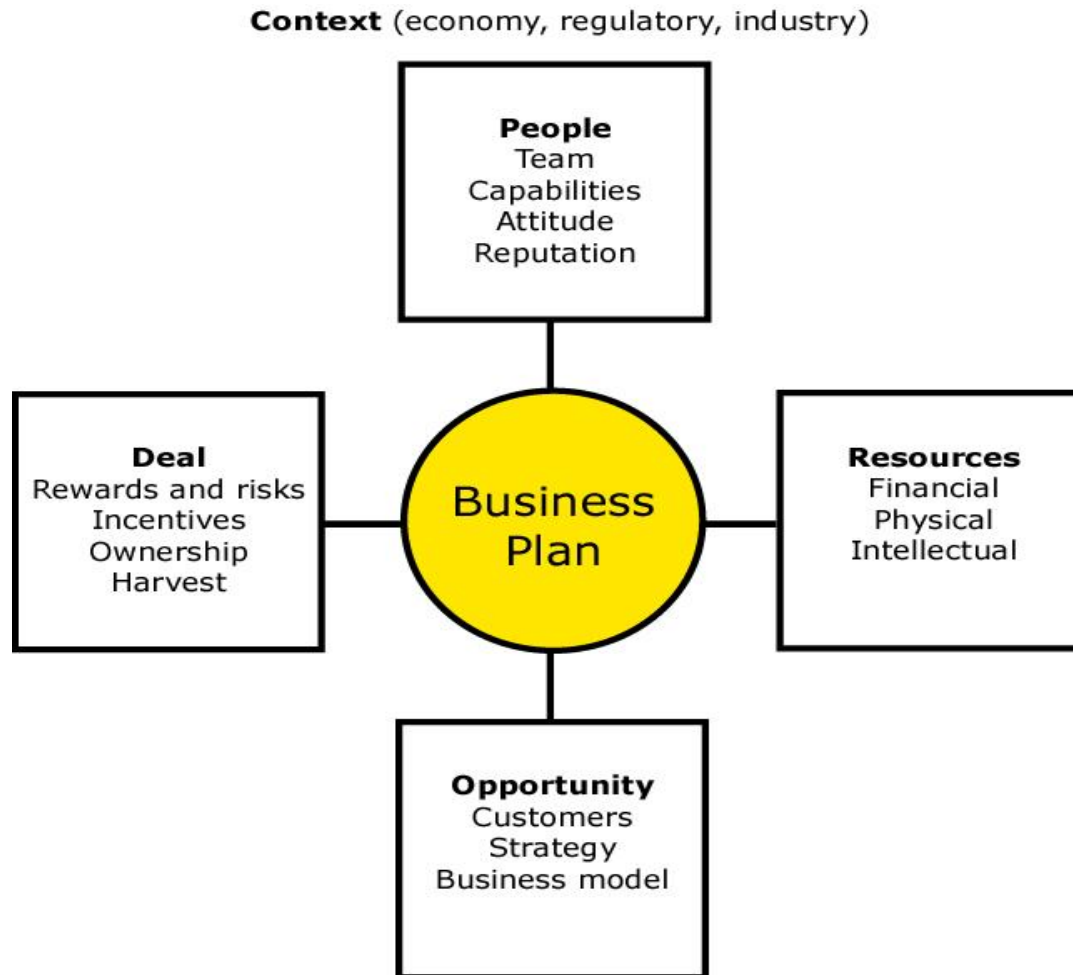 Context (economy, regulatory, industry)
People
Team
Capabilities
Attitude
Reputation
Deal
Rewards and risks
Incentives
Ownership
Harvest
Business
Plan
Resources
Financial
Physical
Intellectual
Opportunity
Customers
Strategy
Business model